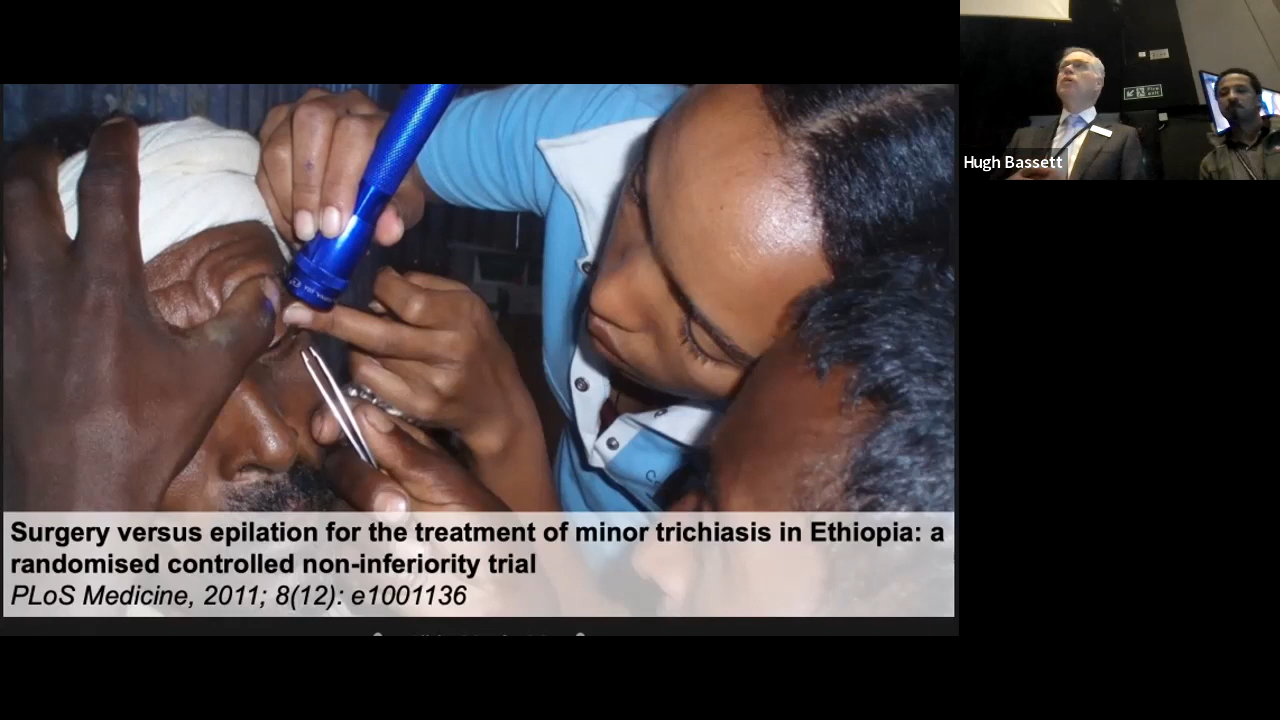 Surgery versus epilation for the treatment of minor trichiasis in Ethiopia: a
randomised controlled non-inferiority trial
PLoS Medicine, 2011; 8(12): e1001136
Hugh Bassett